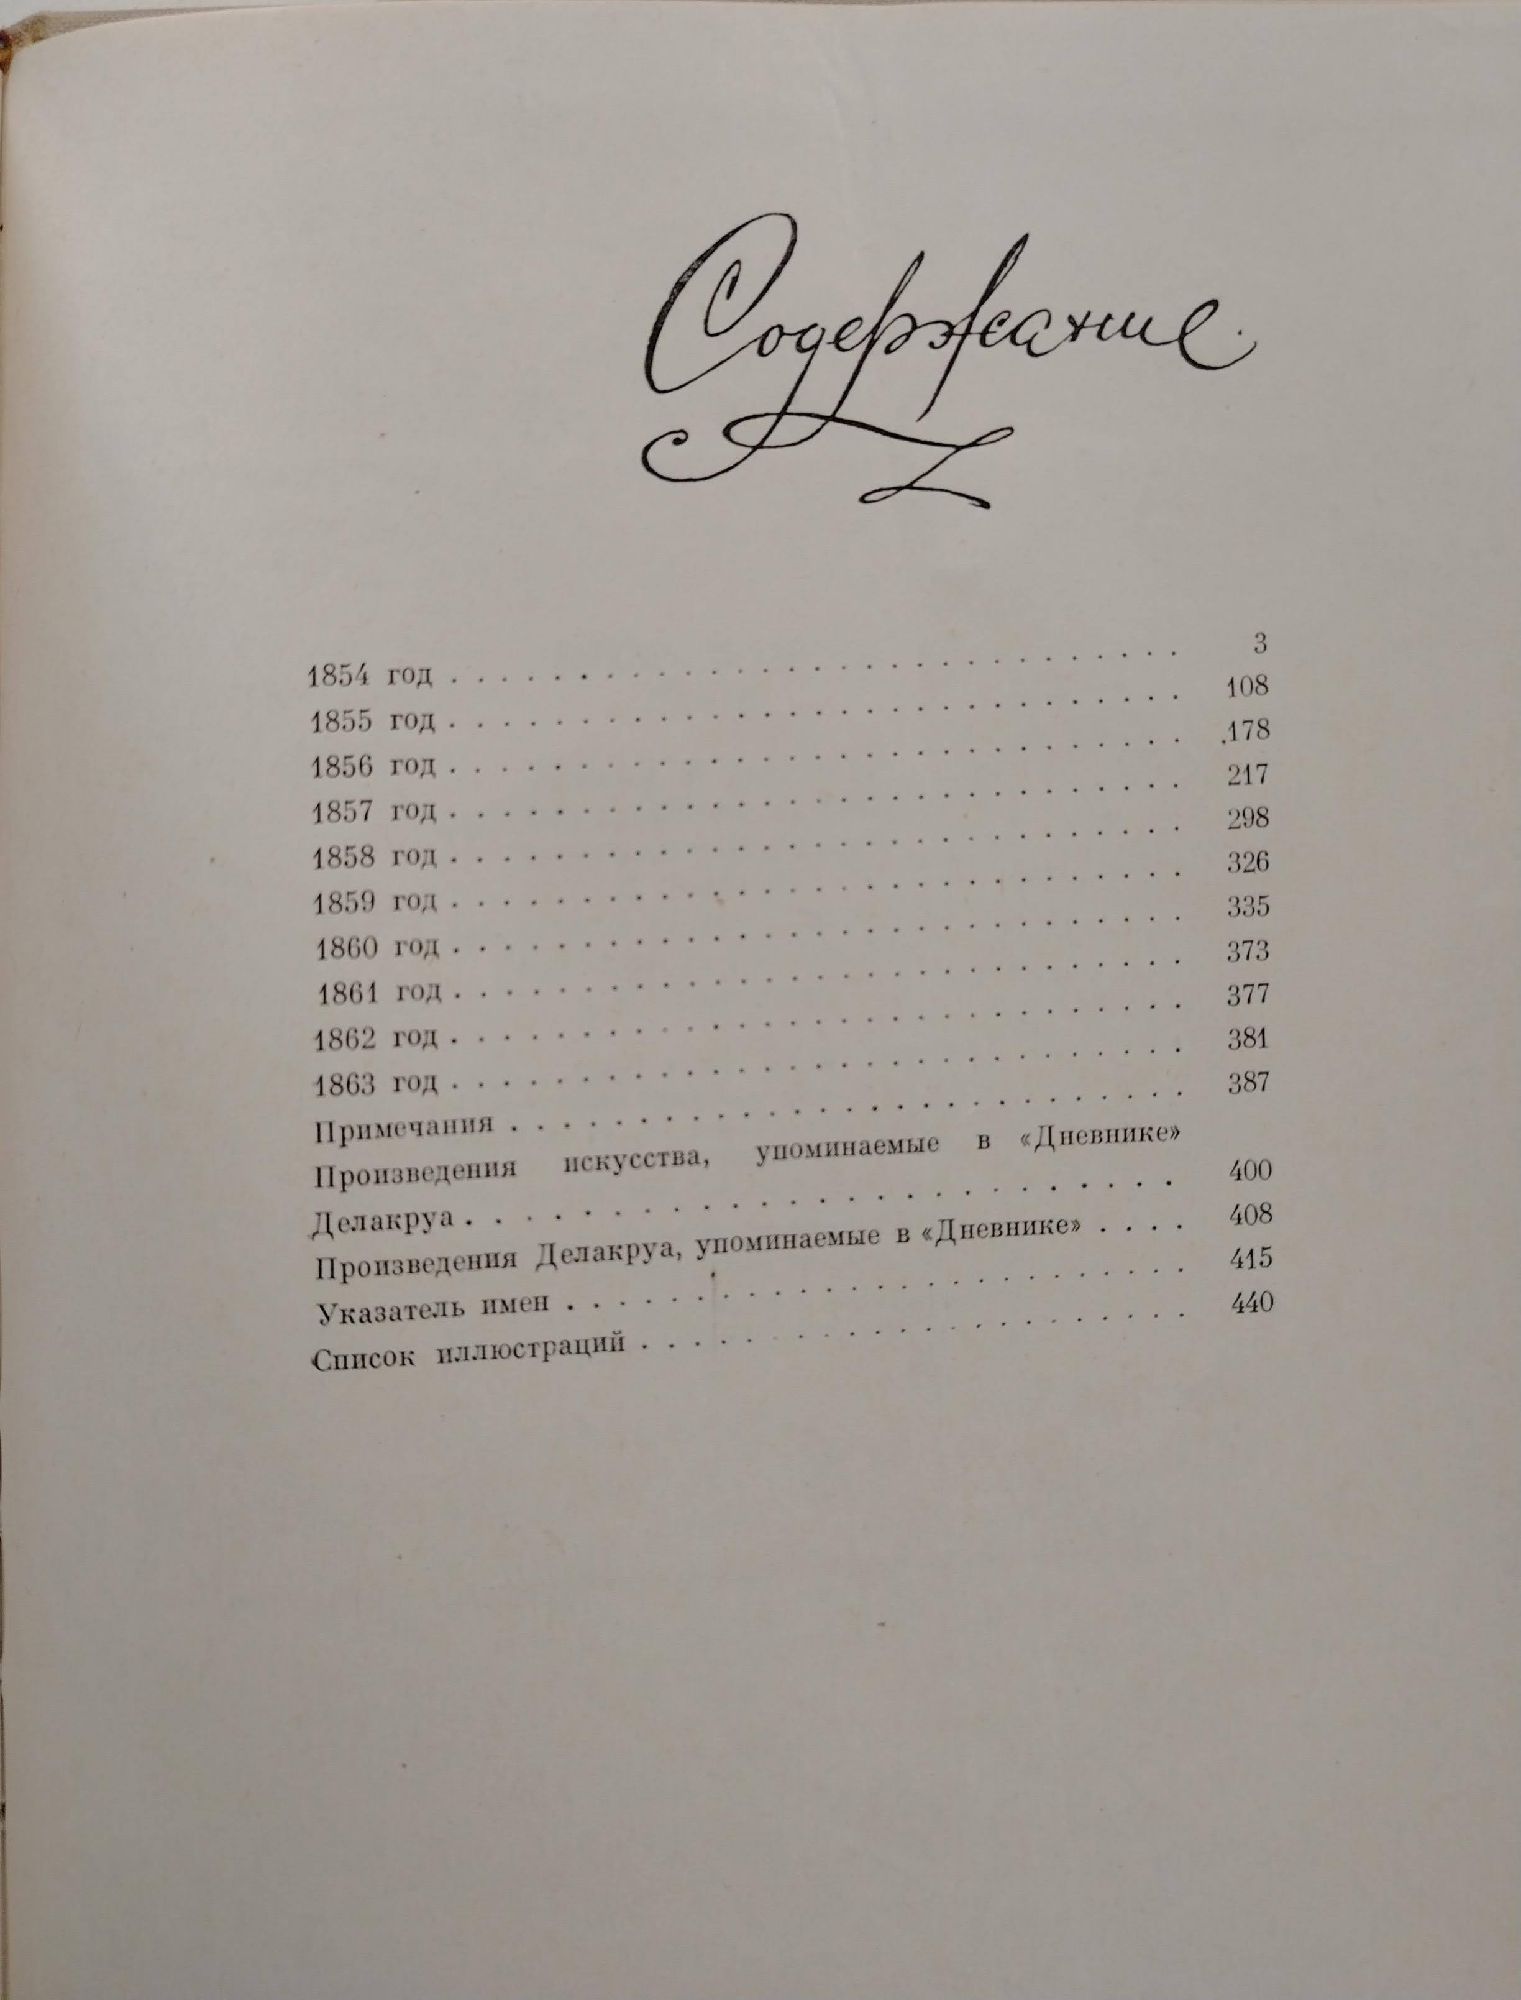 Содержание.
1854 год . . . . . . . . . . . . . . . . . . . . . . . . . . . . . 3
1855 год . . . . . . . . . . . . . . . . . . . . . . . . . . . . . 108
1856 год . . . . . . . . . . . . . . . . . . . . . . . . . . . . . 178
1857 год . . . . . . . . . . . . . . . . . . . . . . . . . . . . . 217
1858 год . . . . . . . . . . . . . . . . . . . . . . . . . . . . . 298
1859 год . . . . . . . . . . . . . . . . . . . . . . . . . . . . . 326
1860 год . . . . . . . . . . . . . . . . . . . . . . . . . . . . . 335
1861 год . . . . . . . . . . . . . . . . . . . . . . . . . . . . . 373
1862 год . . . . . . . . . . . . . . . . . . . . . . . . . . . . . 377
1863 год . . . . . . . . . . . . . . . . . . . . . . . . . . . . . 381
Примечания . . . . . . . . . . . . . . . . . . . . . . . . . . . 387
Произведения искусства, упоминаемые в «Дневнике»
Делакруа . . . . . . . . . . . . . . . . . . . . . . . . . 400
Произведения Делакруа, упоминаемые в «Дневнике» . . . . 408
Указатель имен . . . . . . . . . . . . . . . . . . . . . . . . 415
Список иллюстраций . . . . . . . . . . . . . . . . . . . . . . 440